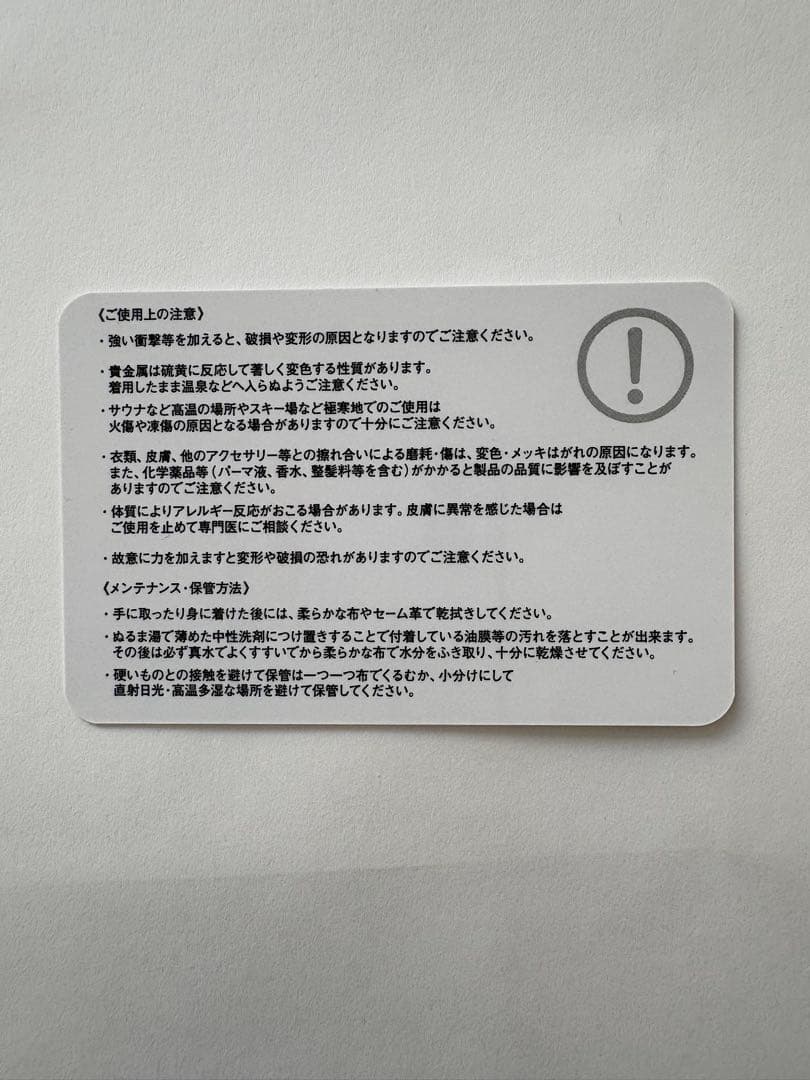 《ご使用上の注意》
・強い衝撃等を加えると、破損や変形の原因となりますのでご注意ください。
・貴金属は硫黄に反応して著しく変色する性質があります。
着用したまま温泉などへ入らぬようご注意ください。
・サウナなど高温の場所やスキー場など極寒地でのご使用は
火傷や凍傷の原因となる場合がありますので十分にご注意ください。
・衣類、皮膚、他のアクセサリー等との擦れ合いによる磨耗・傷は、変色・メッキはがれの原因になります。
また、化学薬品等（パーマ液、香水、整髪料等を含む）がかかると製品の品質に影響を及ぼすことが
ありますのでご注意ください。
・体質によりアレルギー反応がおこる場合があります。皮膚に異常を感じた場合は
ご使用を止めて専門医にご相談ください。
・故意に力を加えますと変形や破損の恐れがありますのでご注意ください。
《メンテナンス・保管方法》
・手に取ったり身に着けた後には、柔らかな布やセーム革で乾拭きしてください。
・ぬるま湯で薄めた中性洗剤につけ置きすることで付着している油膜等の汚れを落とすことが出来ます。
その後は必ず真水でよくすすいでから柔らかな布で水分をふき取り、十分に乾燥させてください。
・硬いものとの接触を避けて保管は一つ一つ布でくるむか、小分けにして
直射日光・高温多湿な場所を避けて保管してください。